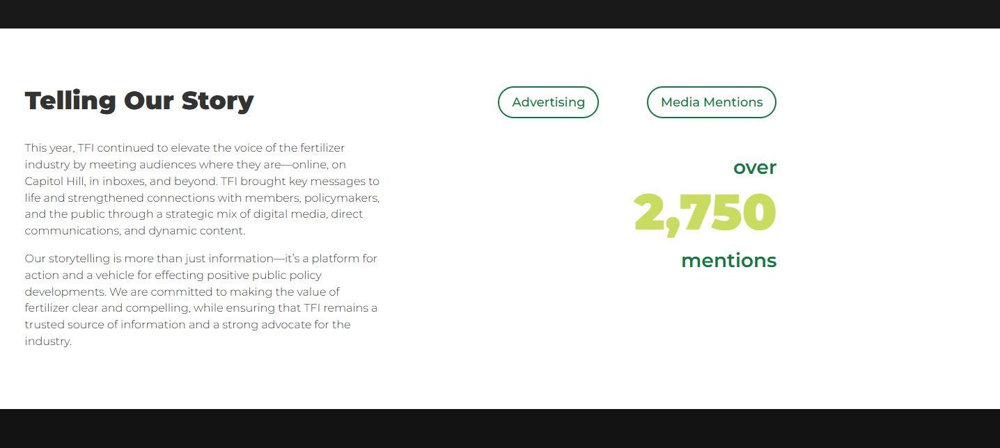 Telling Our Story
This year, TFI continued to elevate the voice of the fertilizer
industry by meeting audiences where they are—online, on
Capitol Hill, in inboxes, and beyond. TFI brought key messages to
life and strengthened connections with members, policymakers,
and the public through a strategic mix of digital media, direct
communications, and dynamic content.
Our storytelling is more than just information—it’s a platform for
action and a vehicle for effecting positive public policy
developments. We are committed to making the value of
fertilizer clear and compelling, while ensuring that TFI remains a
trusted source of information and a strong advocate for the
industry.
Advertising
Media Mentions
over
2,750
mentions